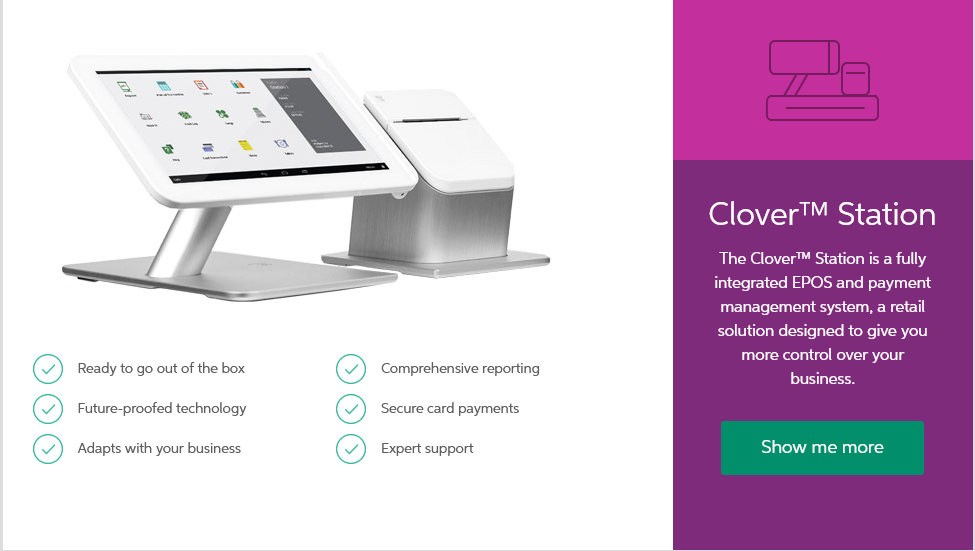 Ready to go out of the box
Comprehensive reporting
Future-proofed technology
Secure card payments
Adapts with your business
Expert support
Clover™ Station
The Clover™ Station is a fully
integrated EPOS and payment
management system, a retail
solution designed to give you
more control over your
business.
Show me more